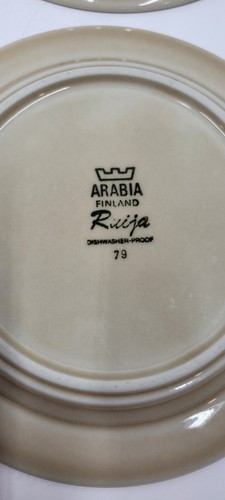 ARABIA
FINLAND
Ruija
DISHWASHER-PROOF
79